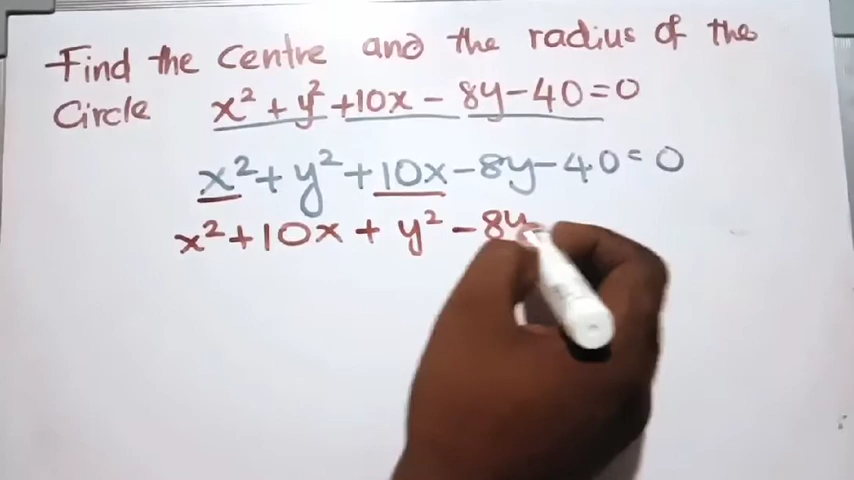 Find the Centre and the radius of the
Circle x² + y² +10x - 8y-40=0
x² + y² +10x-8y-40=0
x²+10x + y² -8y